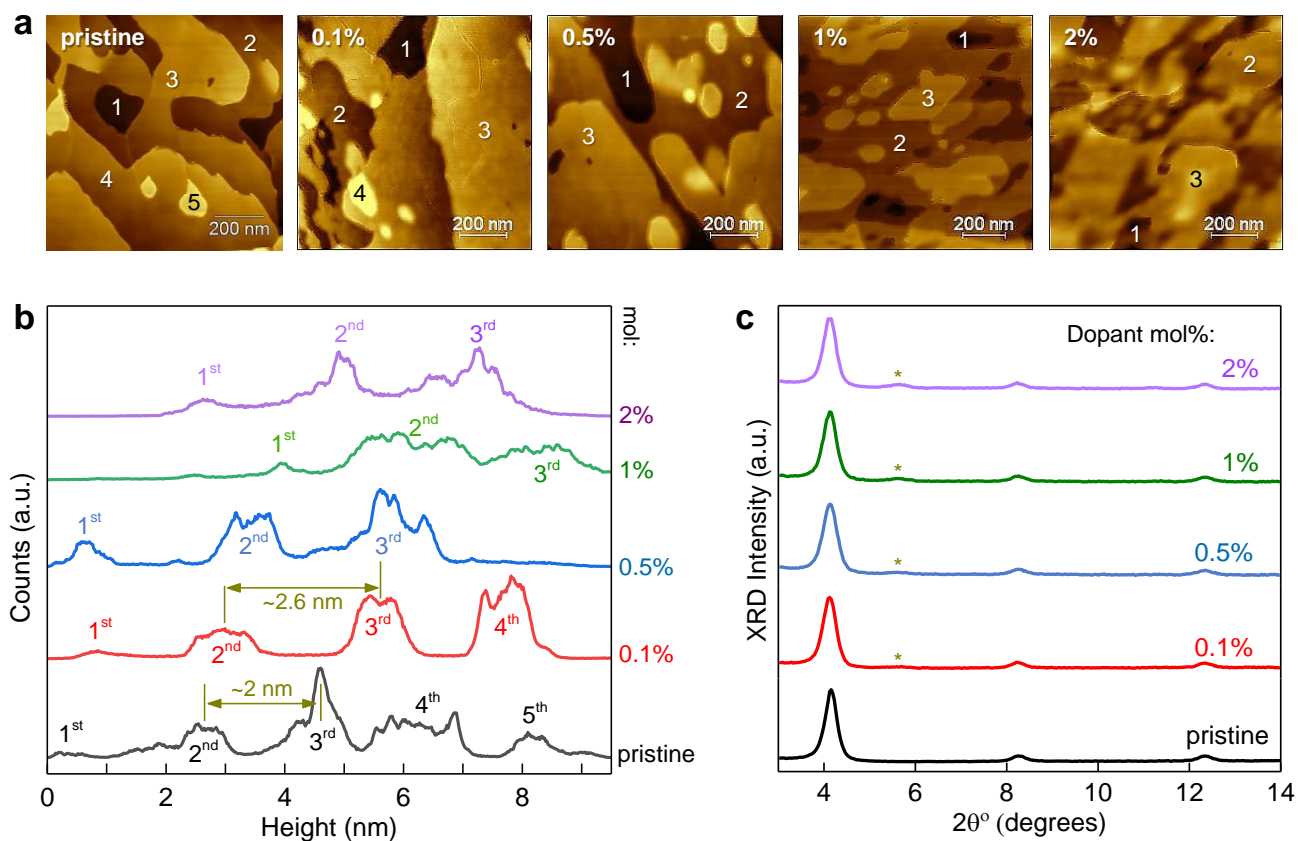 a
pristine
2
3
1
4
5
200 nm
0.1%
1
2
3
4
200 nm
0.5%
1
2
3
200 nm
1%
1
3
2
200 nm
2%
2
3
1
200 nm
b
mol:
1st
2nd
3rd
2%
1st
2nd
3rd
1%
1st
2nd
3rd
0.5%
~2.6 nm
1st
2nd
3rd
4th
0.1%
~2 nm
1st
2nd
3rd
4th
5th
pristine
Counts (a.u.)
0 2 4 6 8
Height (nm)
c
Dopant mol%:
* 2%
* 1%
* 0.5%
* 0.1%
pristine
XRD Intensity (a.u.)
4 6 8 10 12 14
2θ° (degrees)